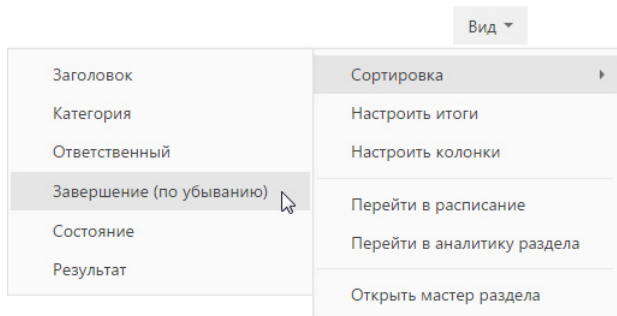 Вид
Заголовок
Категория
Ответственный
Завершение (по убыванию)
Состояние
Результат
Сортировка
Настроить итоги
Настроить колонки
Перейти в расписание
Перейти в аналитику раздела
Открыть мастер раздела